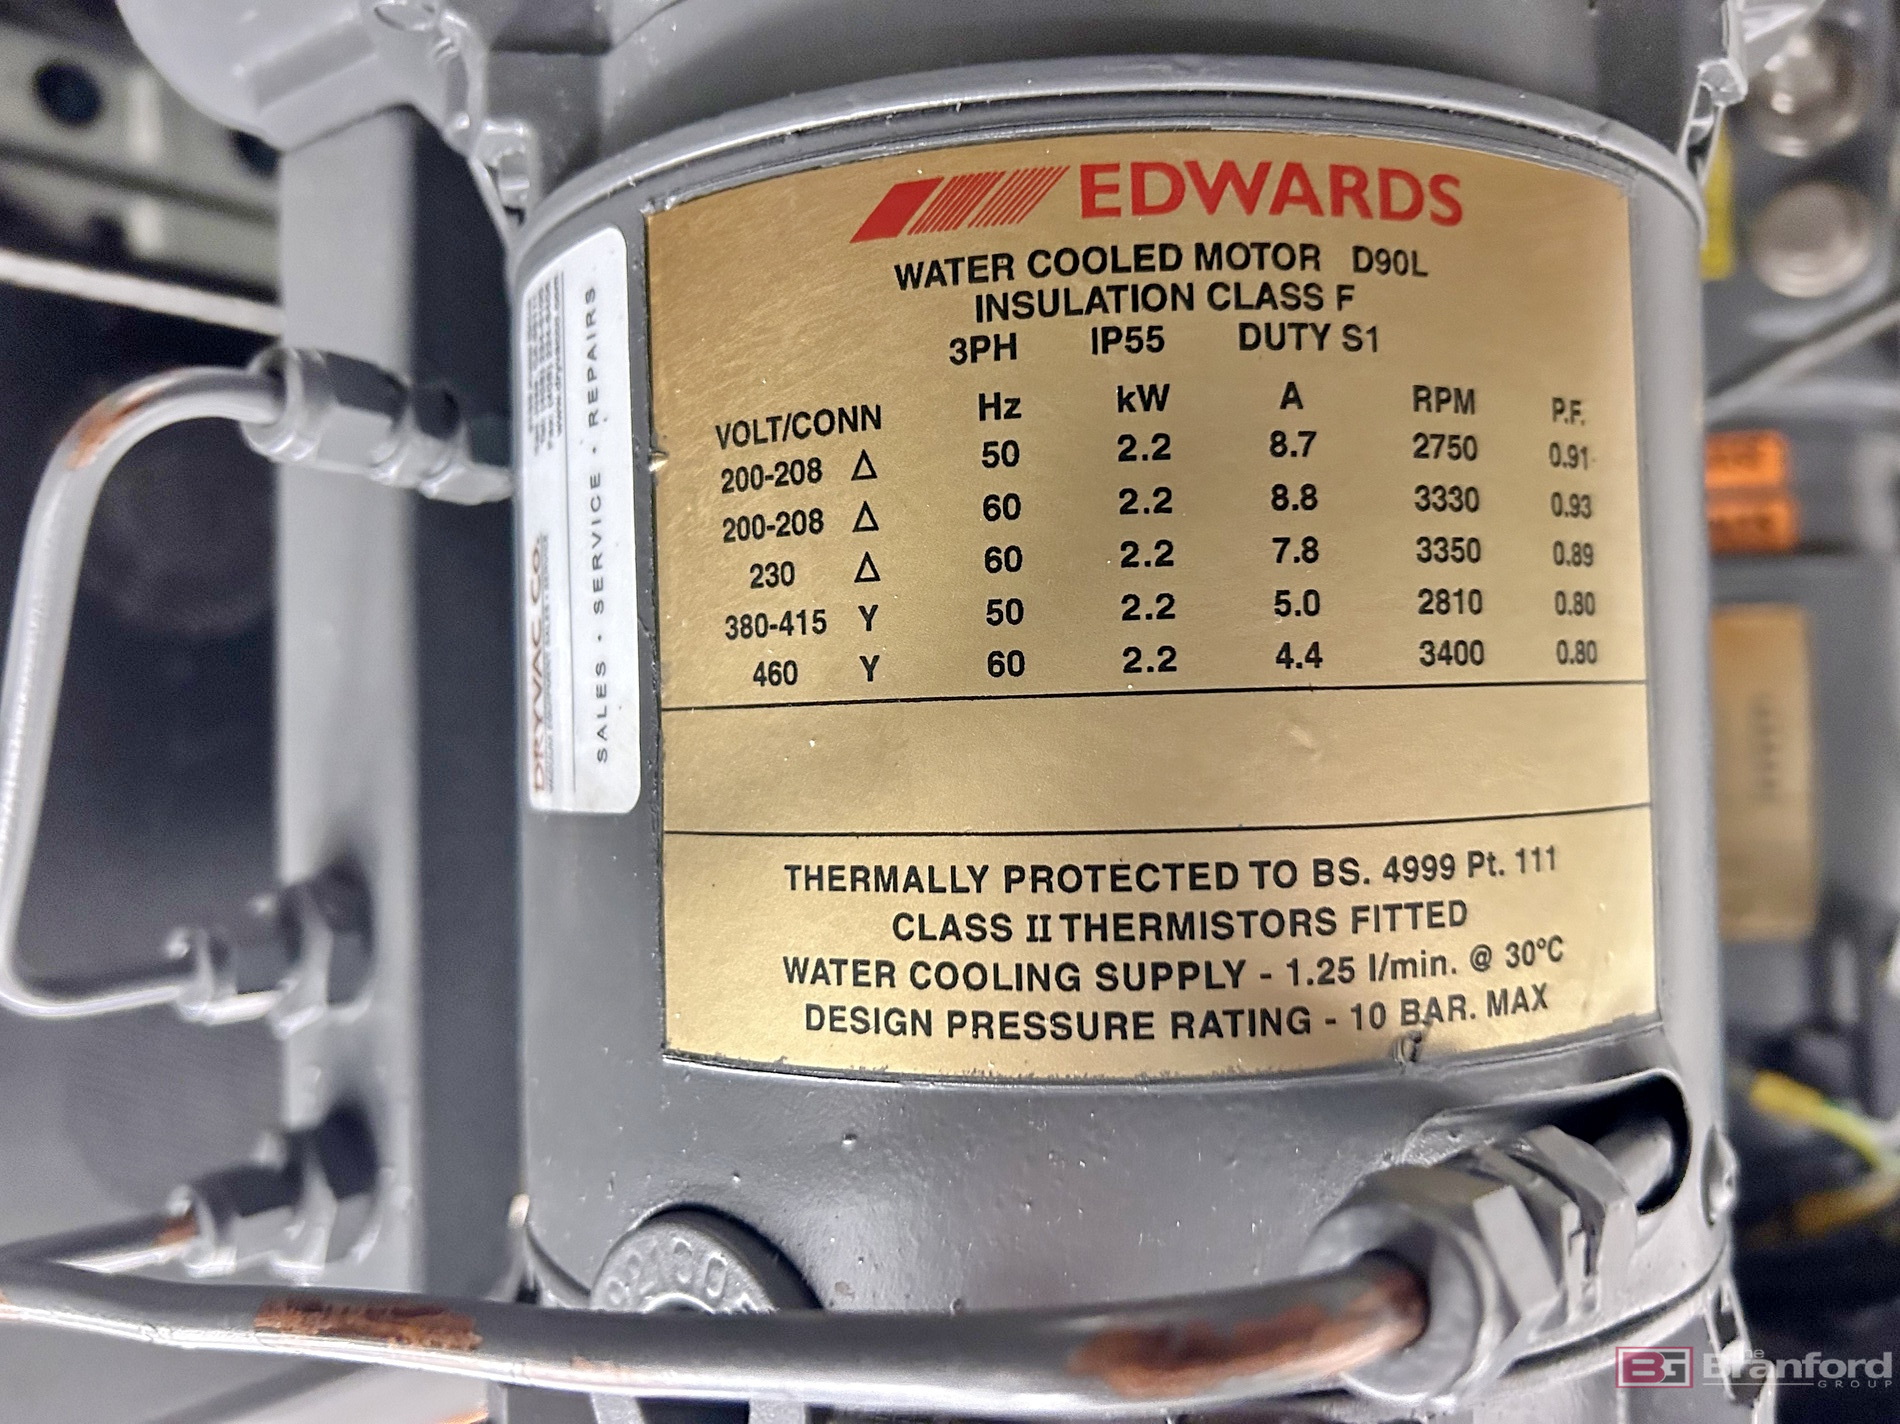 EDWARDS
WATER COOLED MOTOR D90L
INSULATION CLASS F
3PH IP55 DUTY S1
VOLT/CONN Hz kW A RPM P.F.
200-208 Δ 50 2.2 8.7 2750 0.91
200-208 Δ 60 2.2 8.8 3330 0.93
230 Δ 60 2.2 7.8 3350 0.89
380-415 Y 50 2.2 5.0 2810 0.80
460 Y 60 2.2 4.4 3400 0.80
THERMALLY PROTECTED TO BS. 4999 Pt. 111
CLASS II THERMISTORS FITTED
WATER COOLING SUPPLY - 1.25 l/min. @ 30°C
DESIGN PRESSURE RATING - 10 BAR. MAX
DRYVAC CO.
SALES · SERVICE · REPAIRS
BG The Branford
GROUP